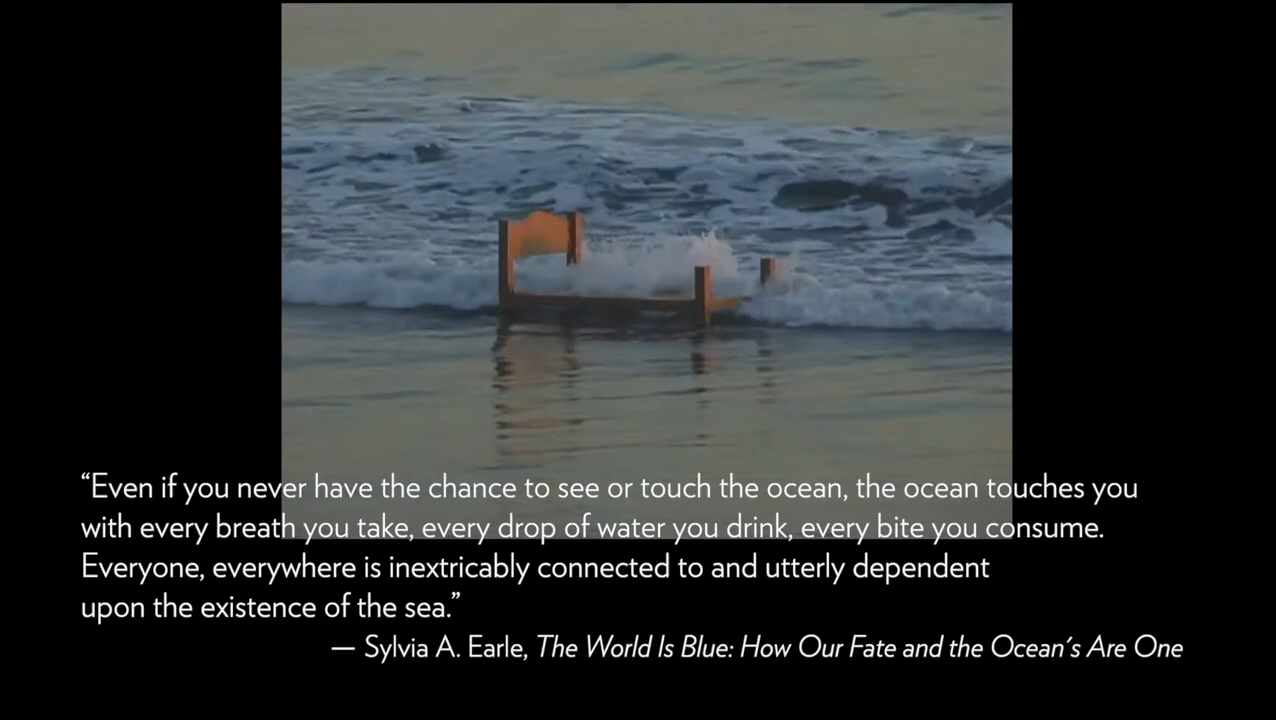 “Even if you never have the chance to see or touch the ocean, the ocean touches you
with every breath you take, every drop of water you drink, every bite you consume.
Everyone, everywhere is inextricably connected to and utterly dependent
upon the existence of the sea.”
— Sylvia A. Earle, The World Is Blue: How Our Fate and the Ocean’s Are One